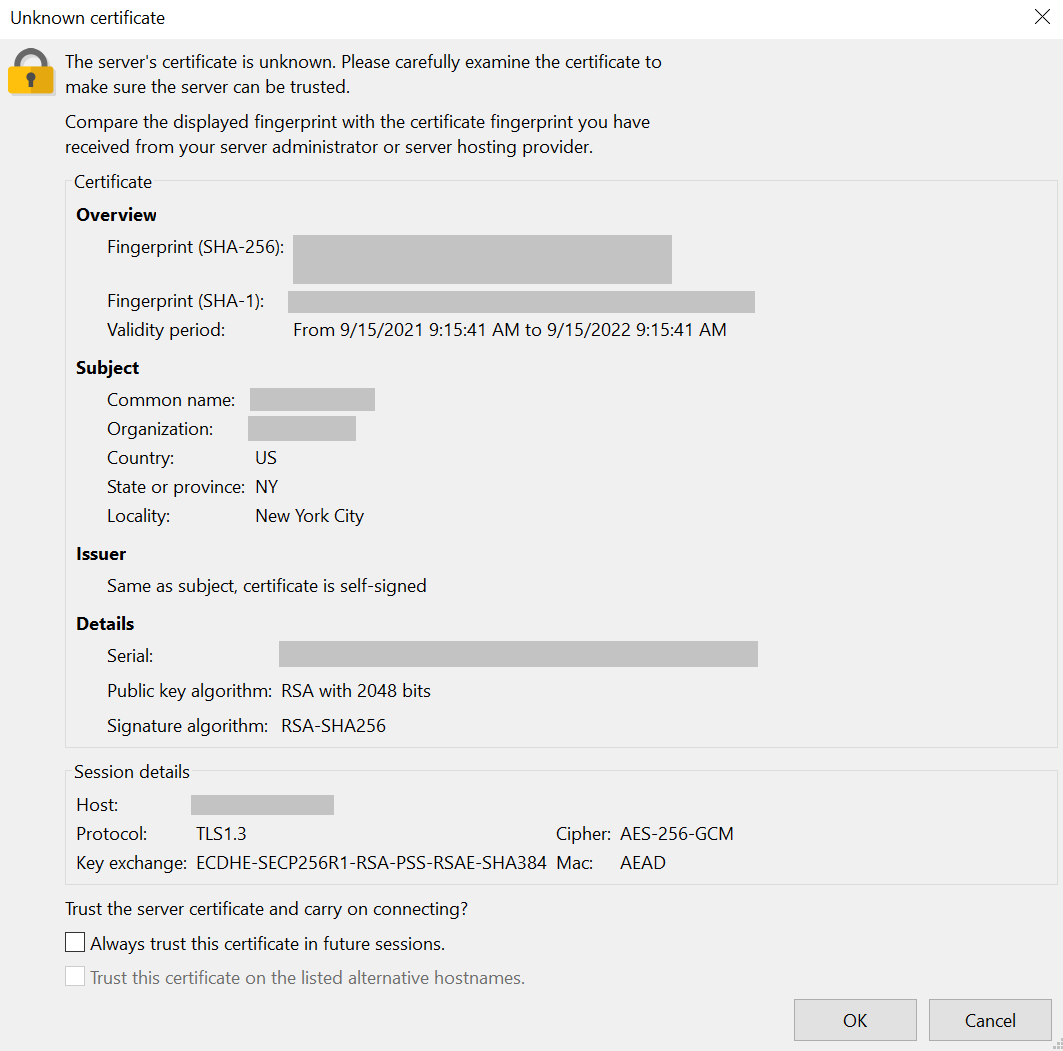 Unknown certificate
The server's certificate is unknown. Please carefully examine the certificate to
make sure the server can be trusted.
Compare the displayed fingerprint with the certificate fingerprint you have
received from your server administrator or server hosting provider.
Certificate
Overview
Fingerprint (SHA-256):
Fingerprint (SHA-1):
Validity period: From 9/15/2021 9:15:41 AM to 9/15/2022 9:15:41 AM
Subject
Common name:
Organization:
Country: US
State or province: NY
Locality: New York City
Issuer
Same as subject, certificate is self-signed
Details
Serial:
Public key algorithm: RSA with 2048 bits
Signature algorithm: RSA-SHA256
Session details
Host:
Protocol: TLS1.3 Cipher: AES-256-GCM
Key exchange: ECDHE-SECP256R1-RSA-PSS-RSAE-SHA384 Mac: AEAD
Trust the server certificate and carry on connecting?
Always trust this certificate in future sessions.
Trust this certificate on the listed alternative hostnames.
OK Cancel